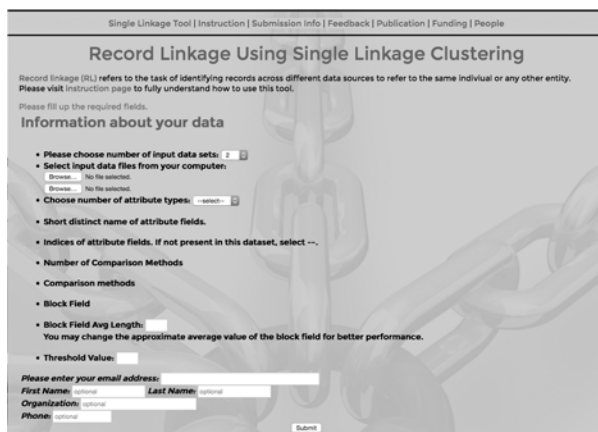 Single Linkage Tool | Instruction | Submission Info | Feedback | Publication | Funding | People
Record Linkage Using Single Linkage Clustering
Record linkage (RL) refers to the task of identifying records across different data sources to refer to the same indiviual or any other entity.
Please visit instruction page to fully understand how to use this tool.
Please fill up the required fields.
Information about your data
• Please choose number of input data sets: 2
• Select input data files from your computer:
Browse... No file selected.
Browse... No file selected.
• Choose number of attribute types: --select--
• Short distinct name of attribute fields.
• Indices of attribute fields. If not present in this dataset, select --.
• Number of Comparison Methods
• Comparison methods
• Block Field
• Block Field Avg Length:
You may change the approximate average value of the block field for better performance.
• Threshold Value:
Please enter your email address:
First Name: optional Last Name: optional
Organization: optional
Phone: optional
Submit